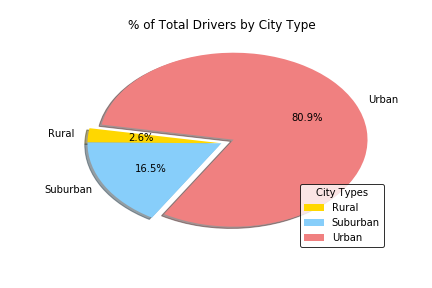 % of Total Drivers by City Type
Urban
80.9%
Rural
2.6%
16.5%
Suburban
City Types
Rural
Suburban
Urban